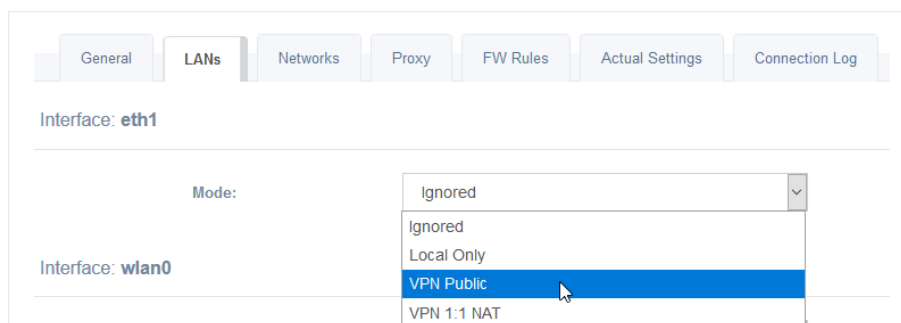 General LANs Networks Proxy FW Rules Actual Settings Connection Log
Interface: eth1
Mode: Ignored
Ignored
Local Only
Interface: wlan0
VPN Public
VPN 1:1 NAT